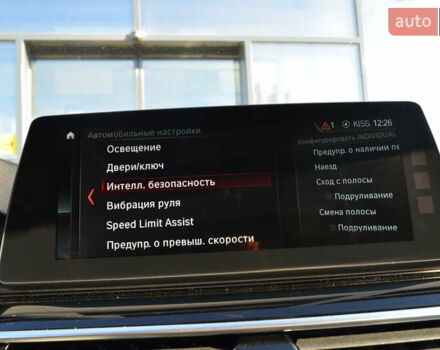 auto
1 KISS 12:26
Автомобильные настройки
Освещение
Двери/ключ
Интелл. безопасность
Вибрация руля
Speed Limit Assist
Предупр. о превыш. скорости
Конфигурировать INDIVIDUAL
Предупр. о наличии пе
Наезд
Сход с полосы
Подруливание
Смена полосы
Подруливание